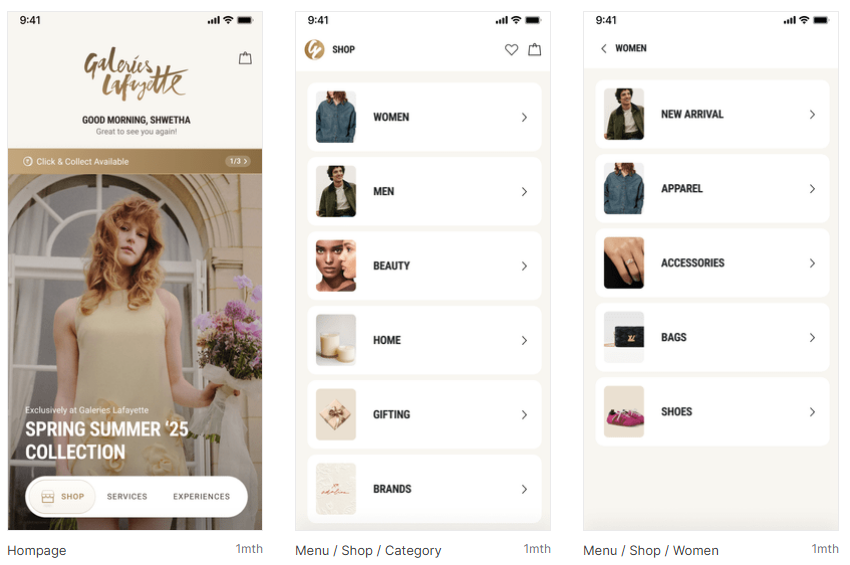 9:41
Galeries
Lafayette
GOOD MORNING, SHWETHA
Great to see you again!
Click & Collect Available
1/3
Exclusively at Galeries Lafayette
SPRING SUMMER '25
COLLECTION
SHOP
SERVICES
EXPERIENCES
Hompage
1mth
9:41
SHOP
WOMEN
MEN
BEAUTY
HOME
GIFTING
BRANDS
Menu / Shop / Category
1mth
9:41
WOMEN
NEW ARRIVAL
APPAREL
ACCESSORIES
BAGS
SHOES
Menu / Shop / Women
1mth